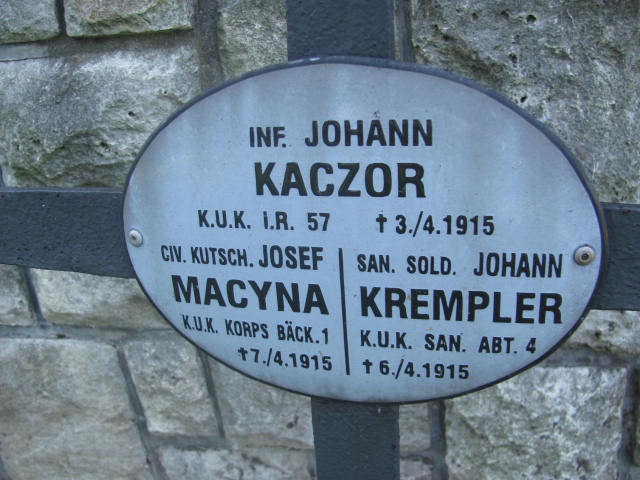 INF. JOHANN
KACZOR
K.U.K. i.R. 57 † 3./4.1915
CIV. KUTSCH. JOSEF
MACYNA
K.U.K. KORPS BÄCK.1
† 7./4.1915
SAN. SOLD. JOHANN
KREMPLER
K.U.K. SAN. ABT. 4
† 6./4.1915